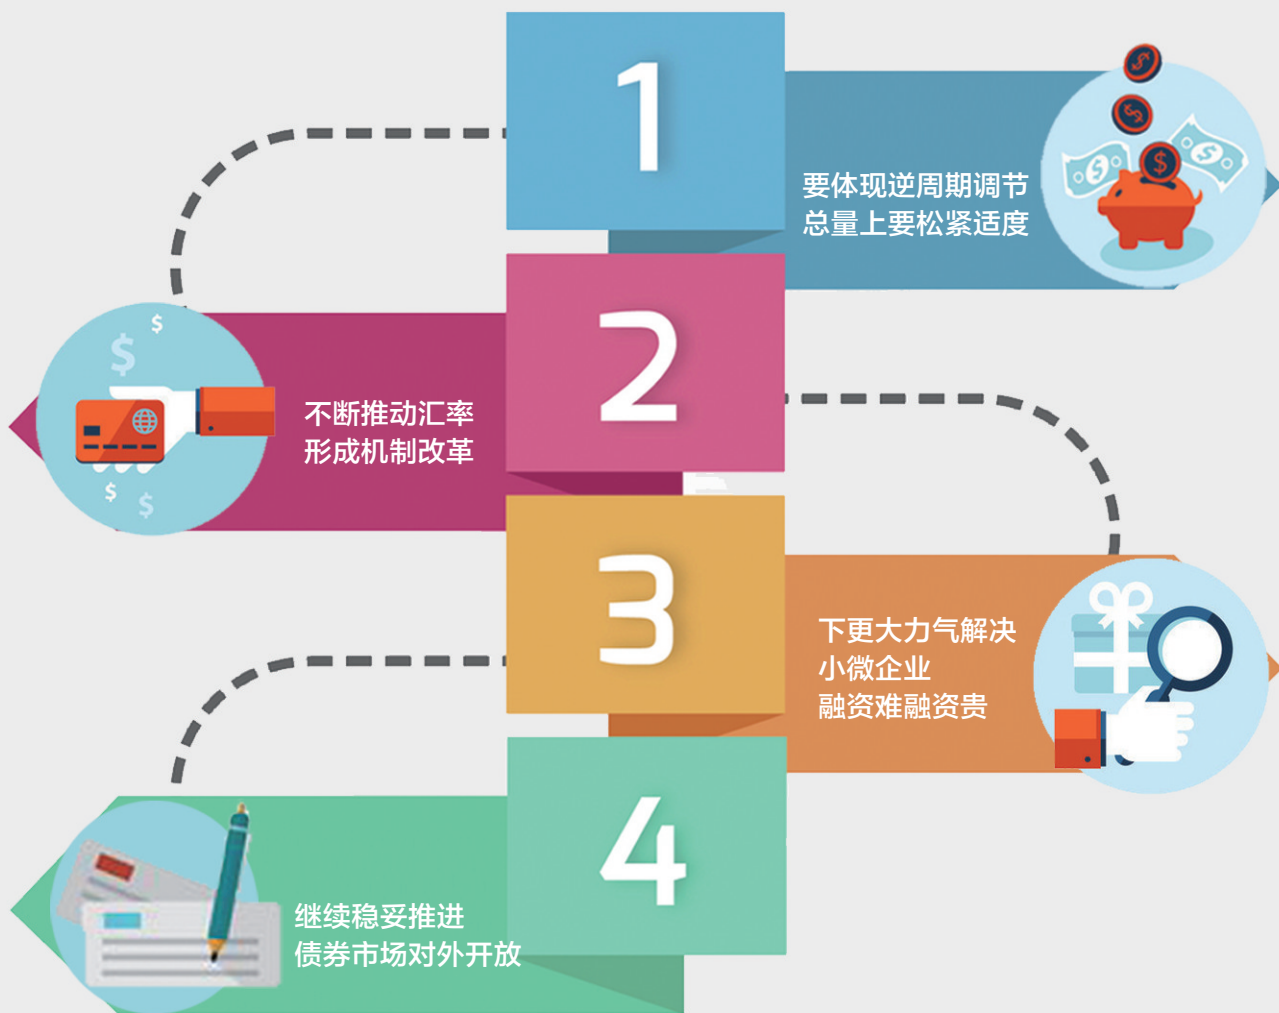 1
要体现逆周期调节
总量上要松紧适度
2
不断推动汇率
形成机制改革
3
下更大力气解决
小微企业
融资难融资贵
4
继续稳妥推进
债券市场对外开放